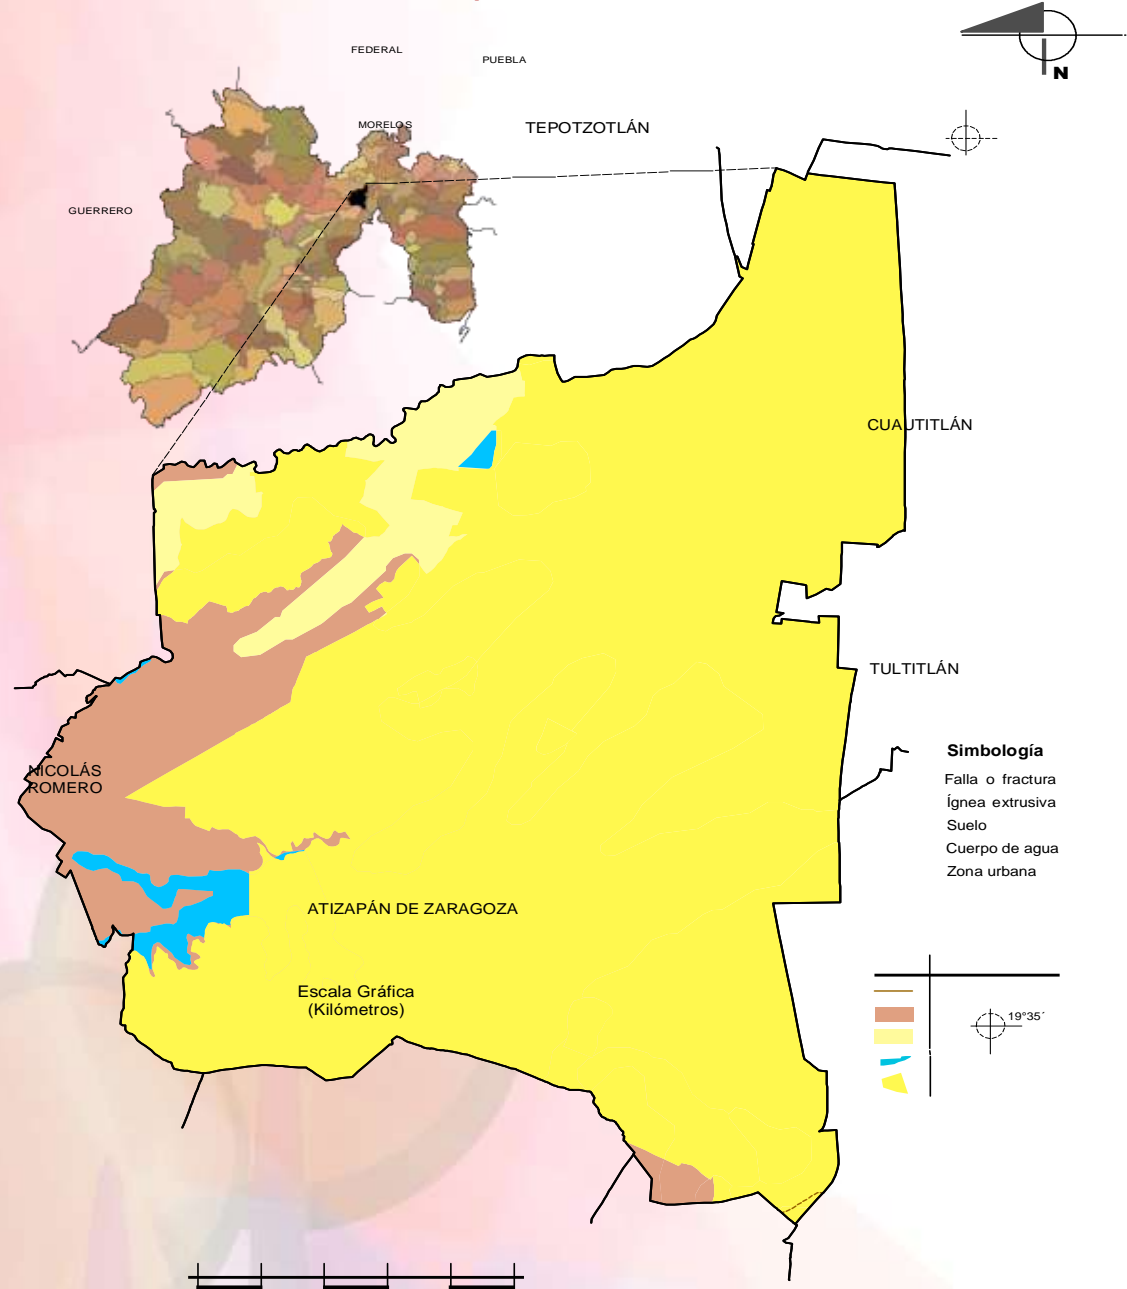 FEDERAL
PUEBLA
N
MORELOS
TEPOTZOTLÁN
GUERRERO
CUAUTITLÁN
TULTITLÁN
Simbología
NICOLÁS
ROMERO
Falla o fractura
Ígnea extrusiva
Suelo
Cuerpo de agua
Zona urbana
ATIZAPÁN DE ZARAGOZA
Escala Gráfica
(Kilómetros)
19°35´